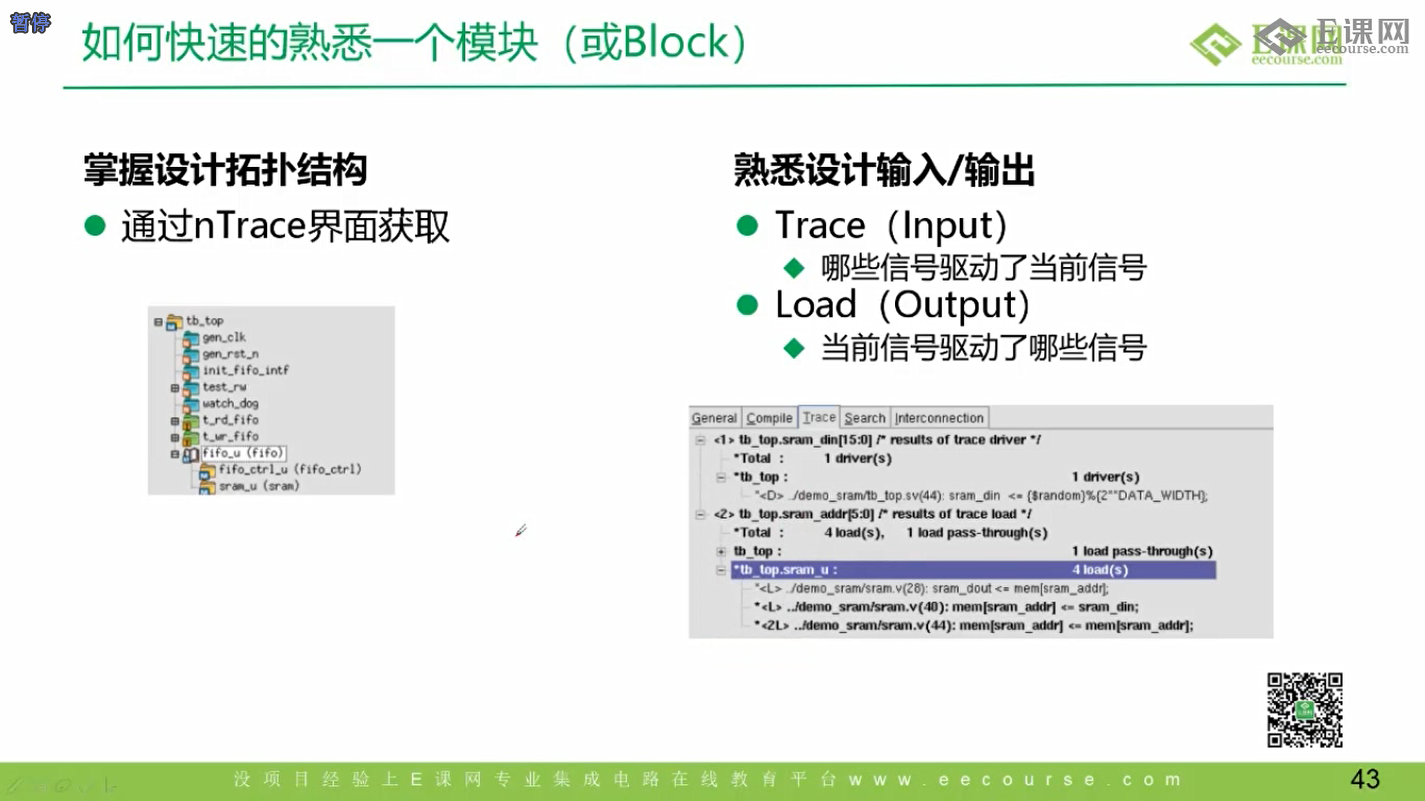 暂停
如何快速的熟悉一个模块（或Block）
E课网
eecourse.com
E课网
eecourse.com
掌握设计拓扑结构
通过nTrace界面获取
tb_top
gen_clk
gen_rst_n
init_fifo_intf
test_rw
watch_dog
t_rd_fifo
t_wr_fifo
fifo_u (fifo)
fifo_ctrl_u (fifo_ctrl)
sram_u (sram)
熟悉设计输入/输出
Trace（Input）
哪些信号驱动了当前信号
Load（Output）
当前信号驱动了哪些信号
General Compile Trace Search Interconnection
<1> tb_top.sram_din[15:0] /* results of trace driver */
*Total : 1 driver(s)
*tb_top : 1 driver(s)
*<D> ../demo_sram/tb_top.sv(44): sram_din <= {$random}%{2**DATA_WIDTH};
<2> tb_top.sram_addr[5:0] /* results of trace load */
*Total : 4 load(s), 1 load pass-through(s)
tb_top : 1 load pass-through(s)
*tb_top.sram_u : 4 load(s)
*<L> ../demo_sram/sram.v(28): sram_dout <= mem[sram_addr];
*<L> ../demo_sram/sram.v(40): mem[sram_addr] <= sram_din;
*<2L> ../demo_sram/sram.v(44): mem[sram_addr] <= mem[sram_addr];
没项目经验上E课网专业集成电路在线教育平台www.eecourse.com
43